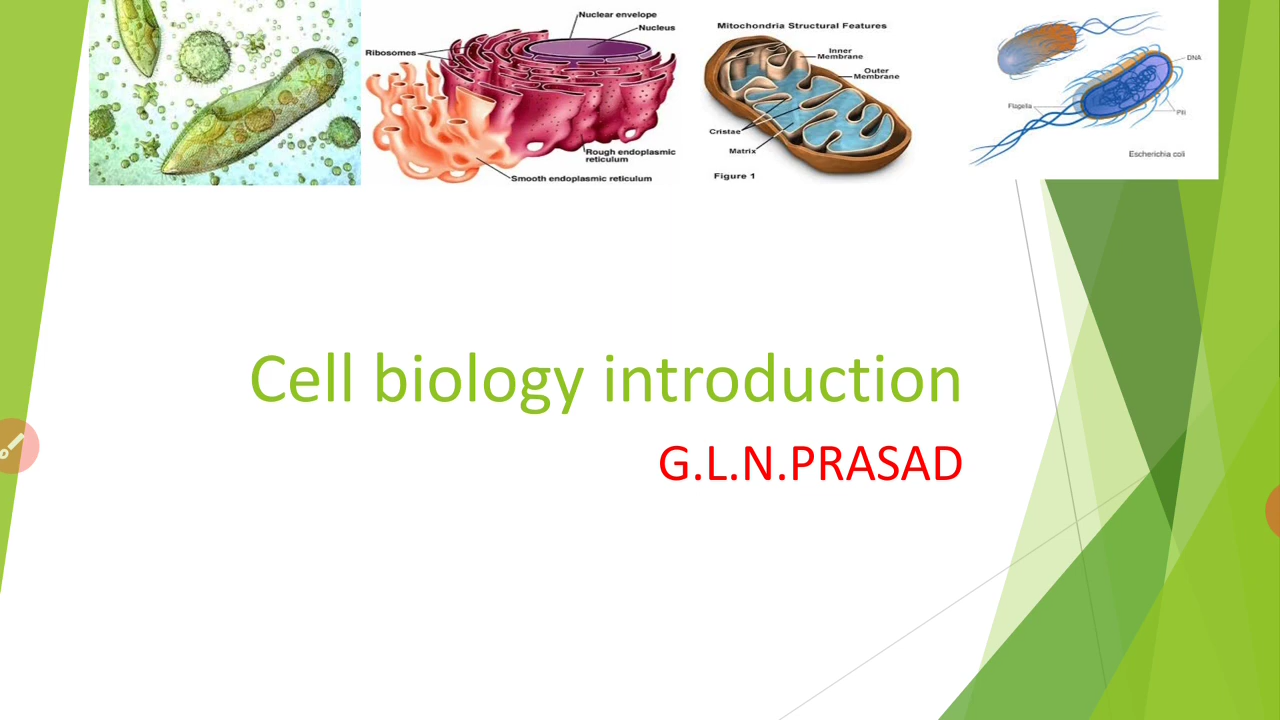 Nuclear envelope
Nucleus
Ribosomes
Rough endoplasmic
reticulum
Smooth endoplasmic reticulum
Mitochondria Structural Features
Inner
Membrane
Outer
Membrane
Cristae
Matrix
Figure 1
DNA
Flagella
Pili
Escherichia coli
Cell biology introduction
G.L.N.PRASAD